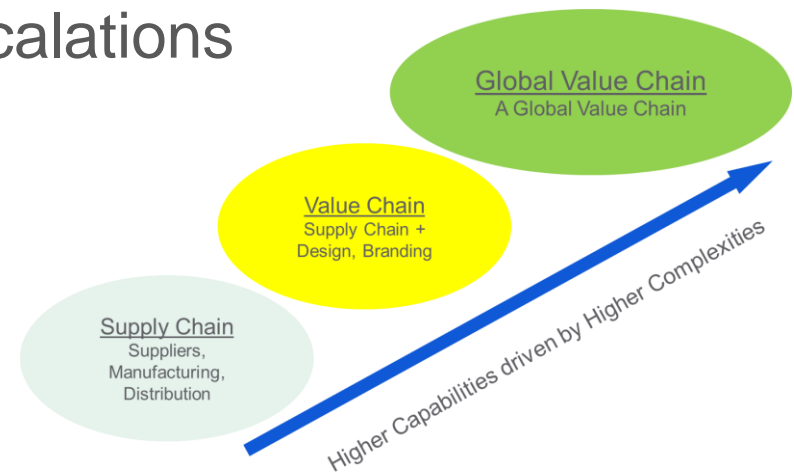 calations
Global Value Chain
A Global Value Chain
Value Chain
Supply Chain +
Design, Branding
Supply Chain
Suppliers,
Manufacturing,
Distribution
Higher Capabilities driven by Higher Complexities